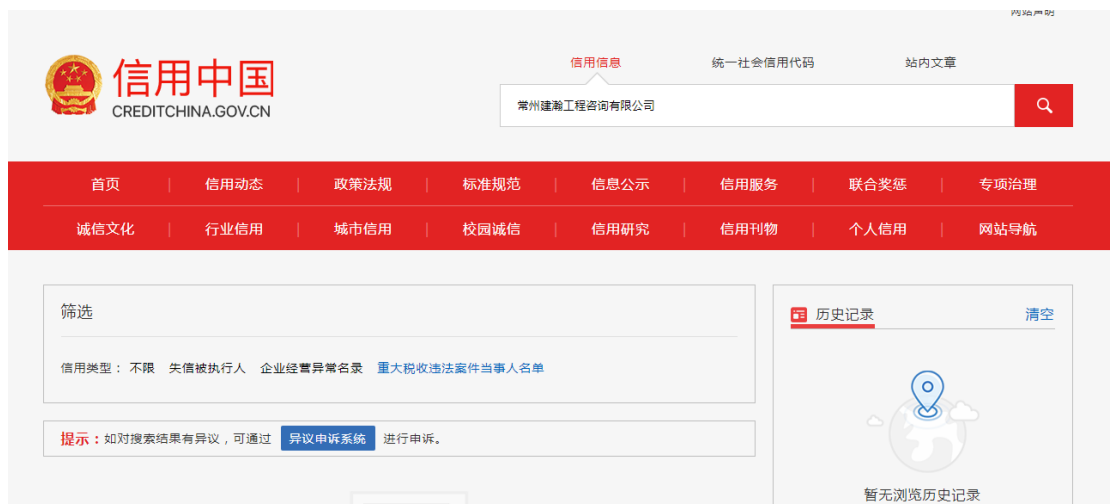 网站声明
信用中国
CREDITCHINA.GOV.CN
信用信息 统一社会信用代码 站内文章
常州建瀚工程咨询有限公司
首页 信用动态 政策法规 标准规范 信息公示 信用服务 联合奖惩 专项治理
诚信文化 行业信用 城市信用 校园诚信 信用研究 信用刊物 个人信用 网站导航
筛选
信用类型： 不限 失信被执行人 企业经营异常名录 重大税收违法案件当事人名单
提示：如对搜索结果有异议，可通过 异议申诉系统 进行申诉。
历史记录 清空
暂无浏览历史记录